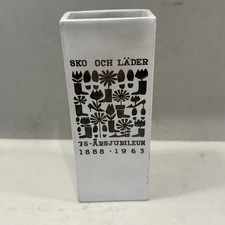 SKO OCH LÄDER
75-ÅRSJUBILEUM
1888-1963